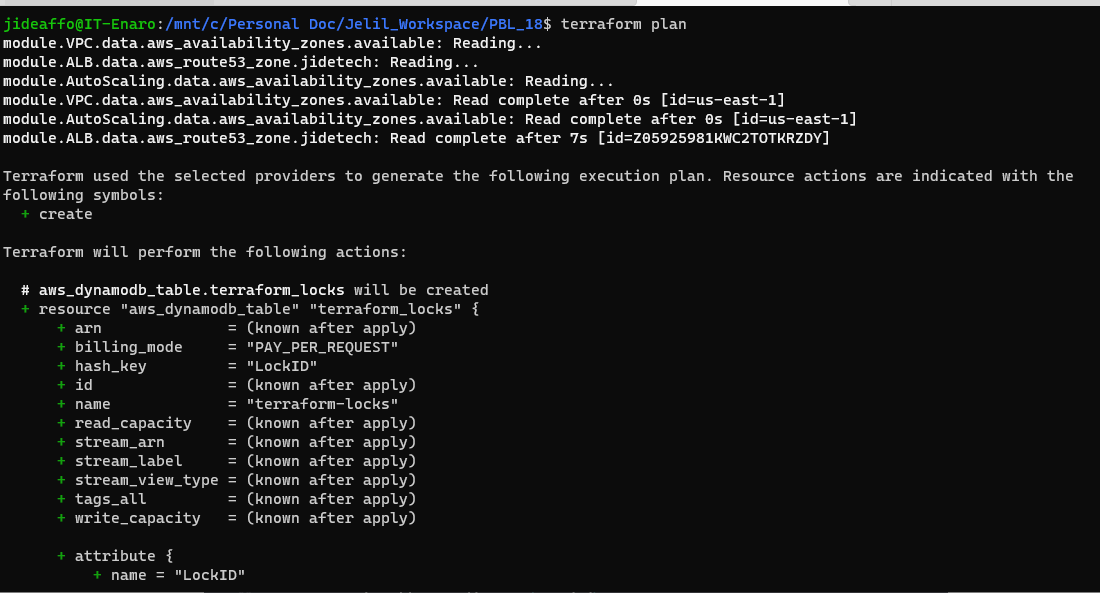 jideaffo@IT-Enaro:/mnt/c/Personal Doc/Jelil_Workspace/PBL_18$ terraform plan
module.VPC.data.aws_availability_zones.available: Reading...
module.ALB.data.aws_route53_zone.jidetech: Reading...
module.AutoScaling.data.aws_availability_zones.available: Reading...
module.VPC.data.aws_availability_zones.available: Read complete after 0s [id=us-east-1]
module.AutoScaling.data.aws_availability_zones.available: Read complete after 0s [id=us-east-1]
module.ALB.data.aws_route53_zone.jidetech: Read complete after 7s [id=Z05925981KWC2TOTKRZDY]

Terraform used the selected providers to generate the following execution plan. Resource actions are indicated with the
following symbols:
  + create

Terraform will perform the following actions:

  # aws_dynamodb_table.terraform_locks will be created
  + resource "aws_dynamodb_table" "terraform_locks" {
      + arn              = (known after apply)
      + billing_mode     = "PAY_PER_REQUEST"
      + hash_key         = "LockID"
      + id               = (known after apply)
      + name             = "terraform-locks"
      + read_capacity    = (known after apply)
      + stream_arn       = (known after apply)
      + stream_label     = (known after apply)
      + stream_view_type = (known after apply)
      + tags_all         = (known after apply)
      + write_capacity   = (known after apply)

      + attribute {
          + name = "LockID"